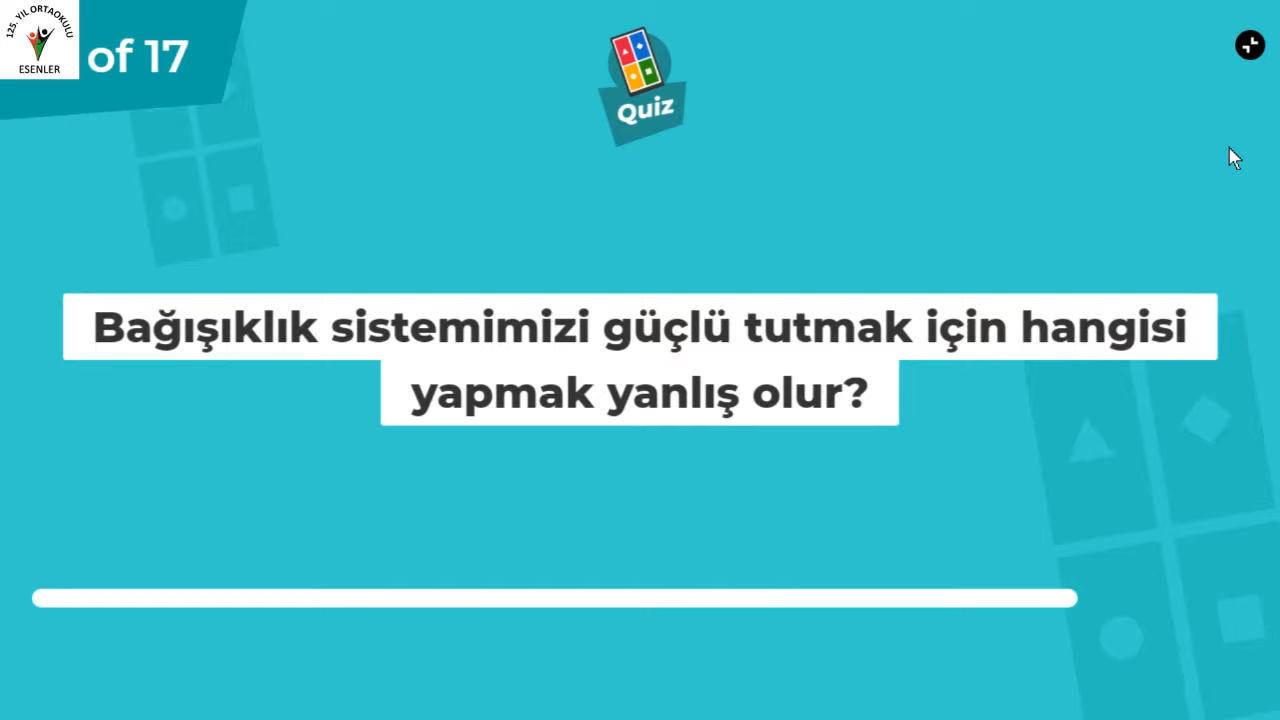 125. YIL ORTAOKULU
ESENLER
of 17
Quiz
Bağışıklık sistemimizi güçlü tutmak için hangisi
yapmak yanlış olur?